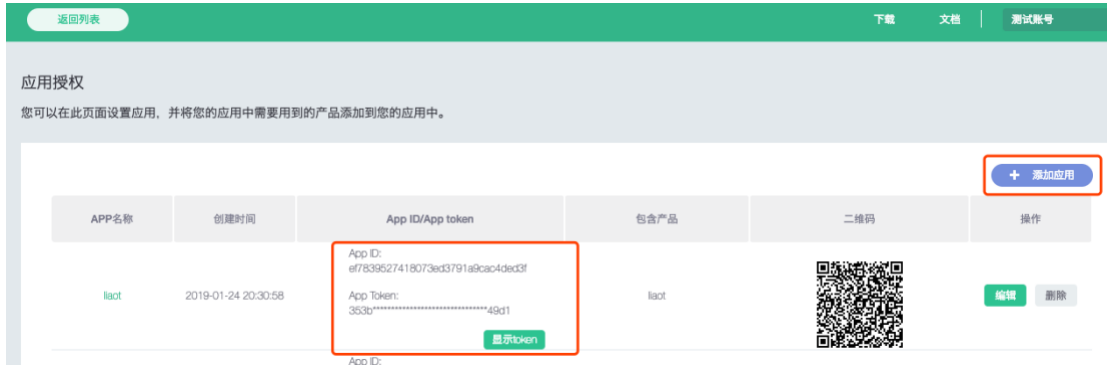 返回列表
下载
文档
测试账号
应用授权
您可以在此页面设置应用，并将您的应用中需要用到的产品添加到您的应用中。
+ 添加应用
APP名称
创建时间
App ID/App token
包含产品
二维码
操作
liaot
2019-01-24 20:30:58
App ID:
ef7839527418073ed3791a9cac4ded3f
App Token:
353b********************************49d1
显示token
liaot
编辑
删除
App ID: